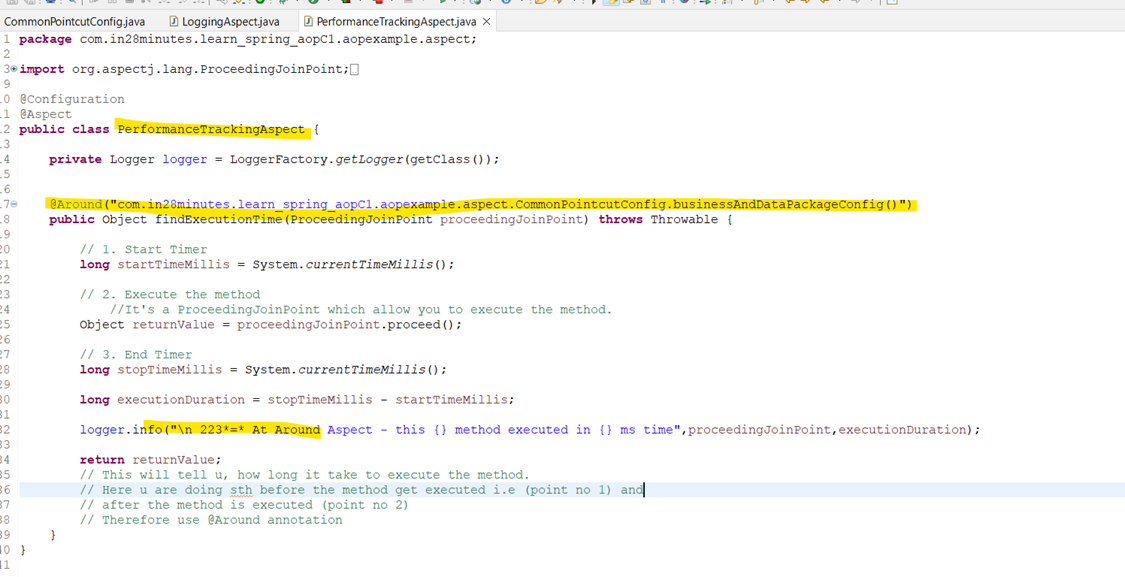 CommonPointcutConfig.java
LoggingAspect.java
PerformanceTrackingAspect.java
1 package com.in28minutes.learn_spring_aopC1.aopexample.aspect;
2
3 import org.aspectj.lang.ProceedingJoinPoint;
9
10 @Configuration
11 @Aspect
12 public class PerformanceTrackingAspect {
13
14 private Logger logger = LoggerFactory.getLogger(getClass());
15
16
17 @Around("com.in28minutes.learn_spring_aopC1.aopexample.aspect.CommonPointcutConfig.businessAndDataPackageConfig()")
18 public Object findExecutionTime(ProceedingJoinPoint proceedingJoinPoint) throws Throwable {
19
20 // 1. Start Timer
21 long startTimeMillis = System.currentTimeMillis();
22
23 // 2. Execute the method
24 //It's a ProceedingJoinPoint which allow you to execute the method.
25 Object returnValue = proceedingJoinPoint.proceed();
26
27 // 3. End Timer
28 long stopTimeMillis = System.currentTimeMillis();
29
30 long executionDuration = stopTimeMillis - startTimeMillis;
31
32 logger.info("\n 223*=* At Around Aspect - this {} method executed in {} ms time",proceedingJoinPoint,executionDuration);
33
34 return returnValue;
35 // This will tell u, how long it take to execute the method.
36 // Here u are doing sth before the method get executed i.e (point no 1) and
37 // after the method is executed (point no 2)
38 // Therefore use @Around annotation
39 }
40 }
41